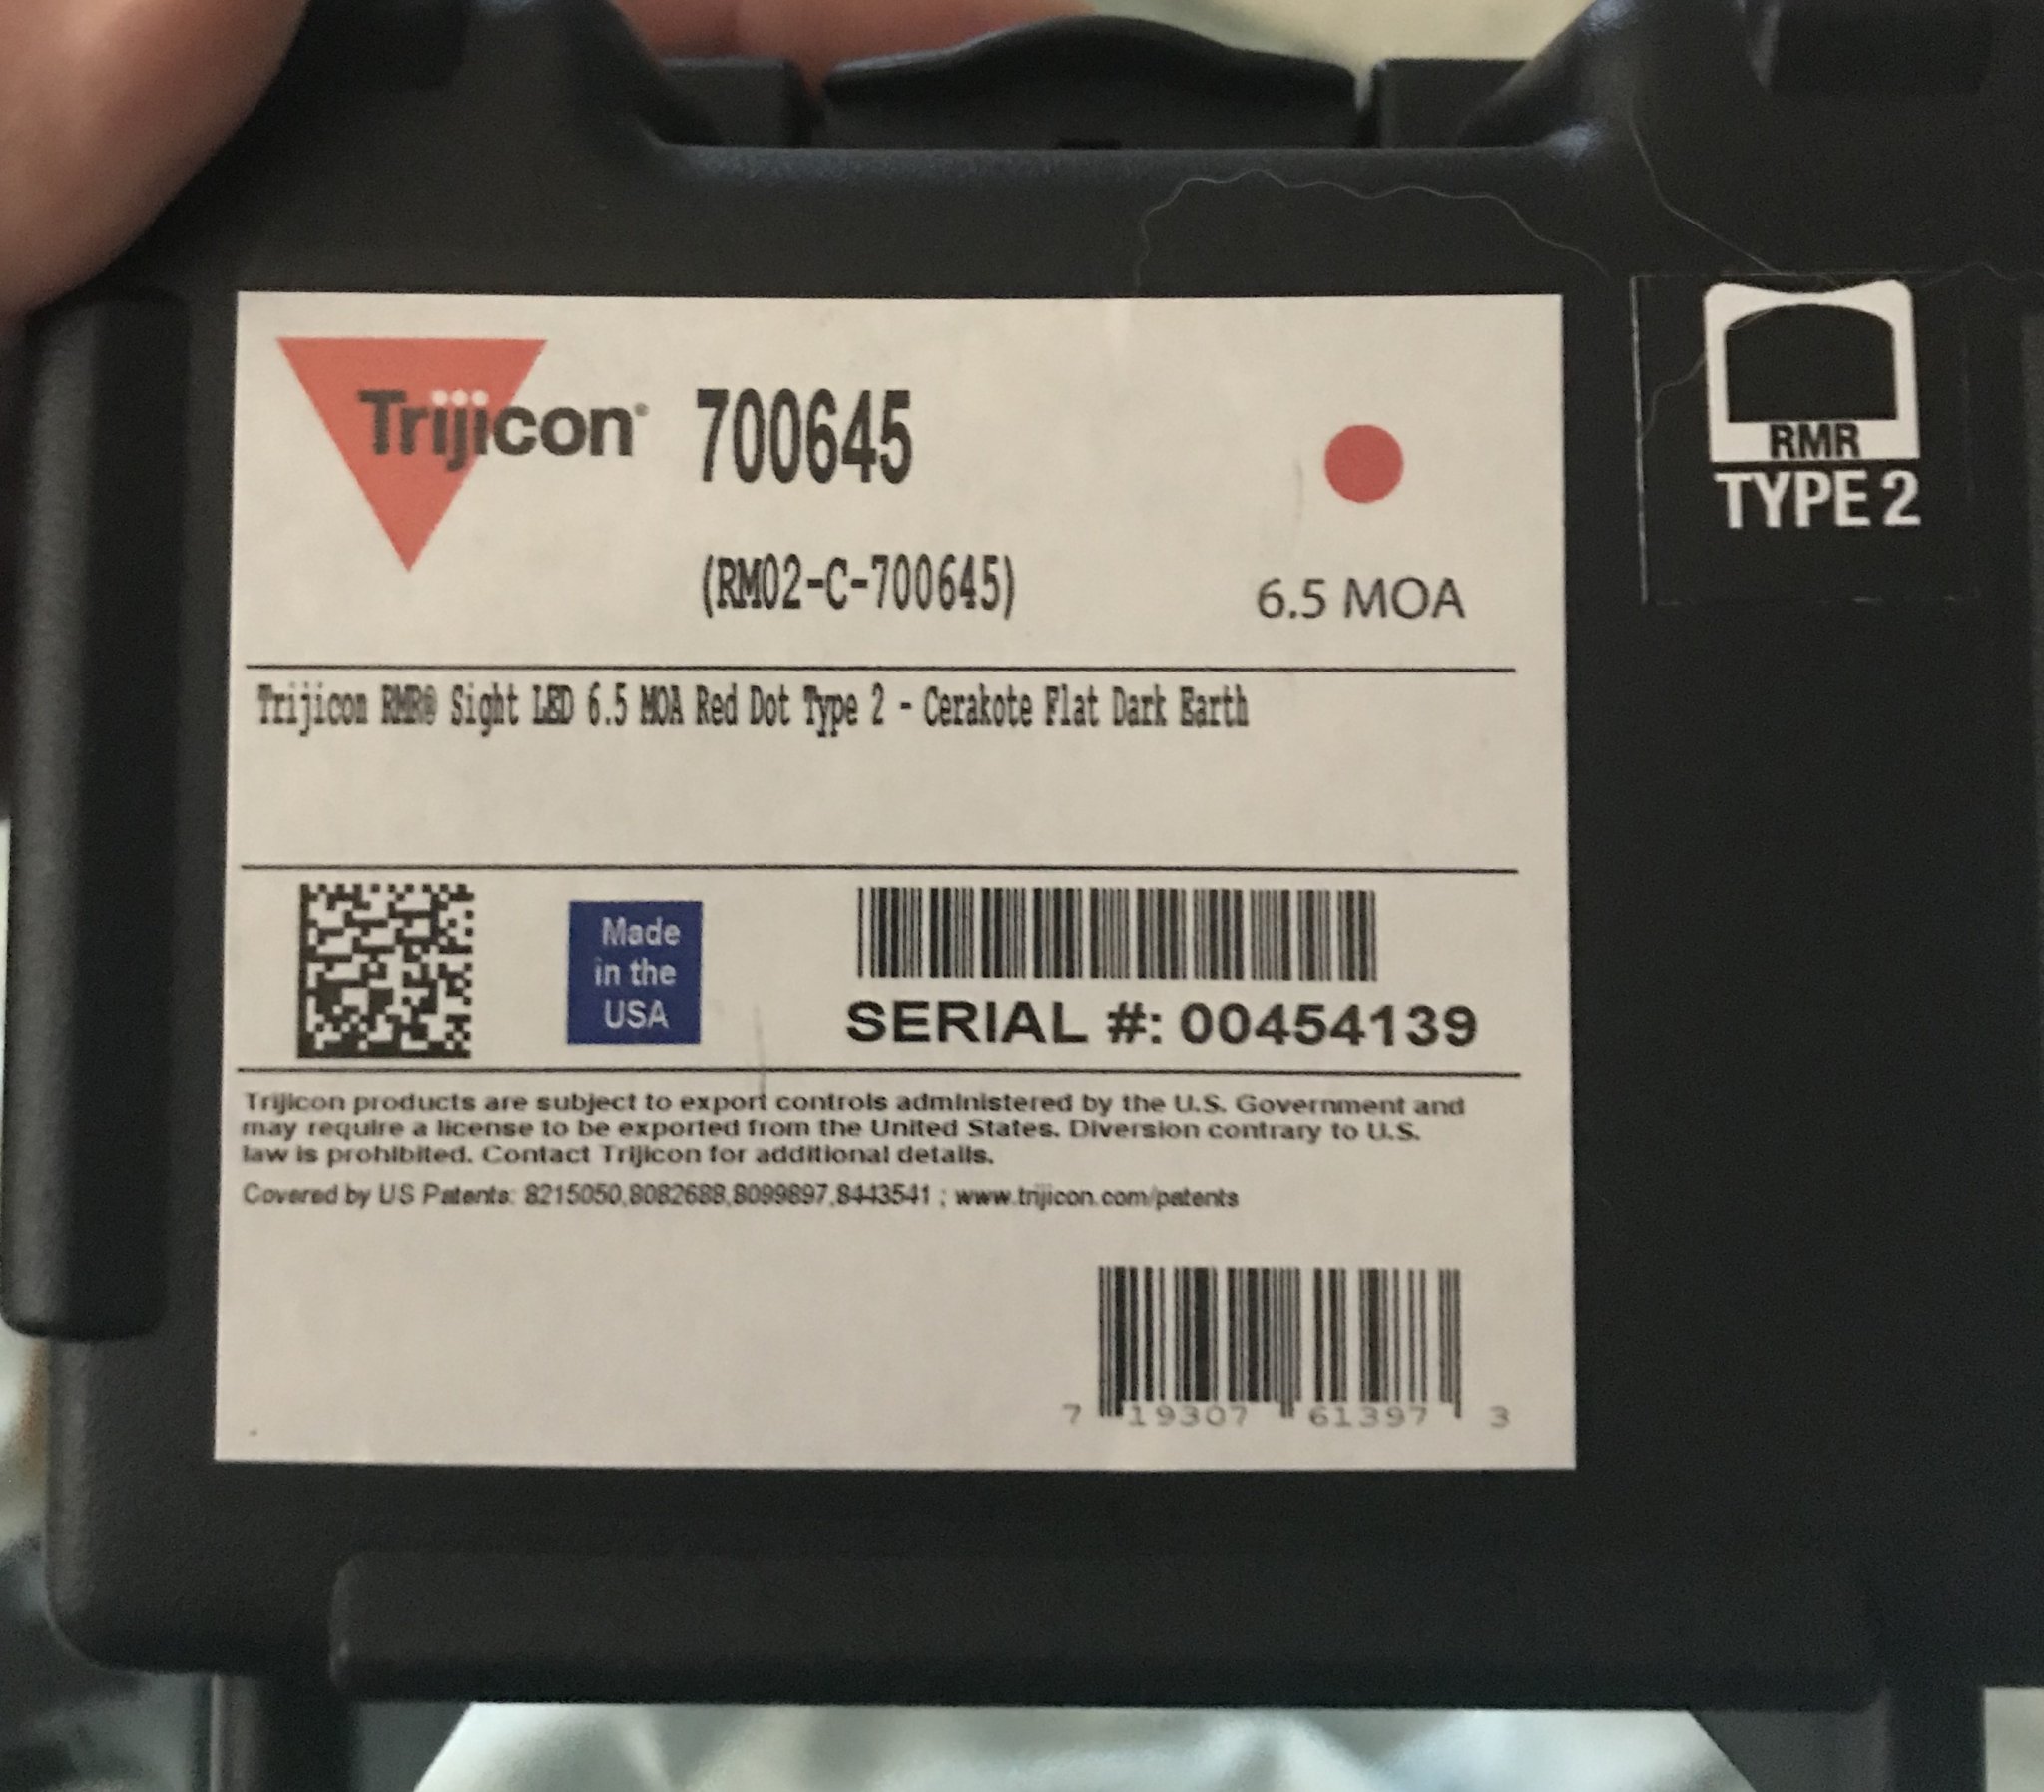 Trijicon® 700645
(RM02-C-700645)
6.5 MOA
RMR
TYPE 2
Trijicon RMR® Sight LED 6.5 MOA Red Dot Type 2 - Cerakote Flat Dark Earth
Made
in the
USA
SERIAL #: 00454139
Trijicon products are subject to export controls administered by the U.S. Government and
may require a license to be exported from the United States. Diversion contrary to U.S.
law is prohibited. Contact Trijicon for additional details.
Covered by US Patents: 8215050,8082688,8099897,8443541 ; www.trijicon.com/patents
7 19307 61397 3